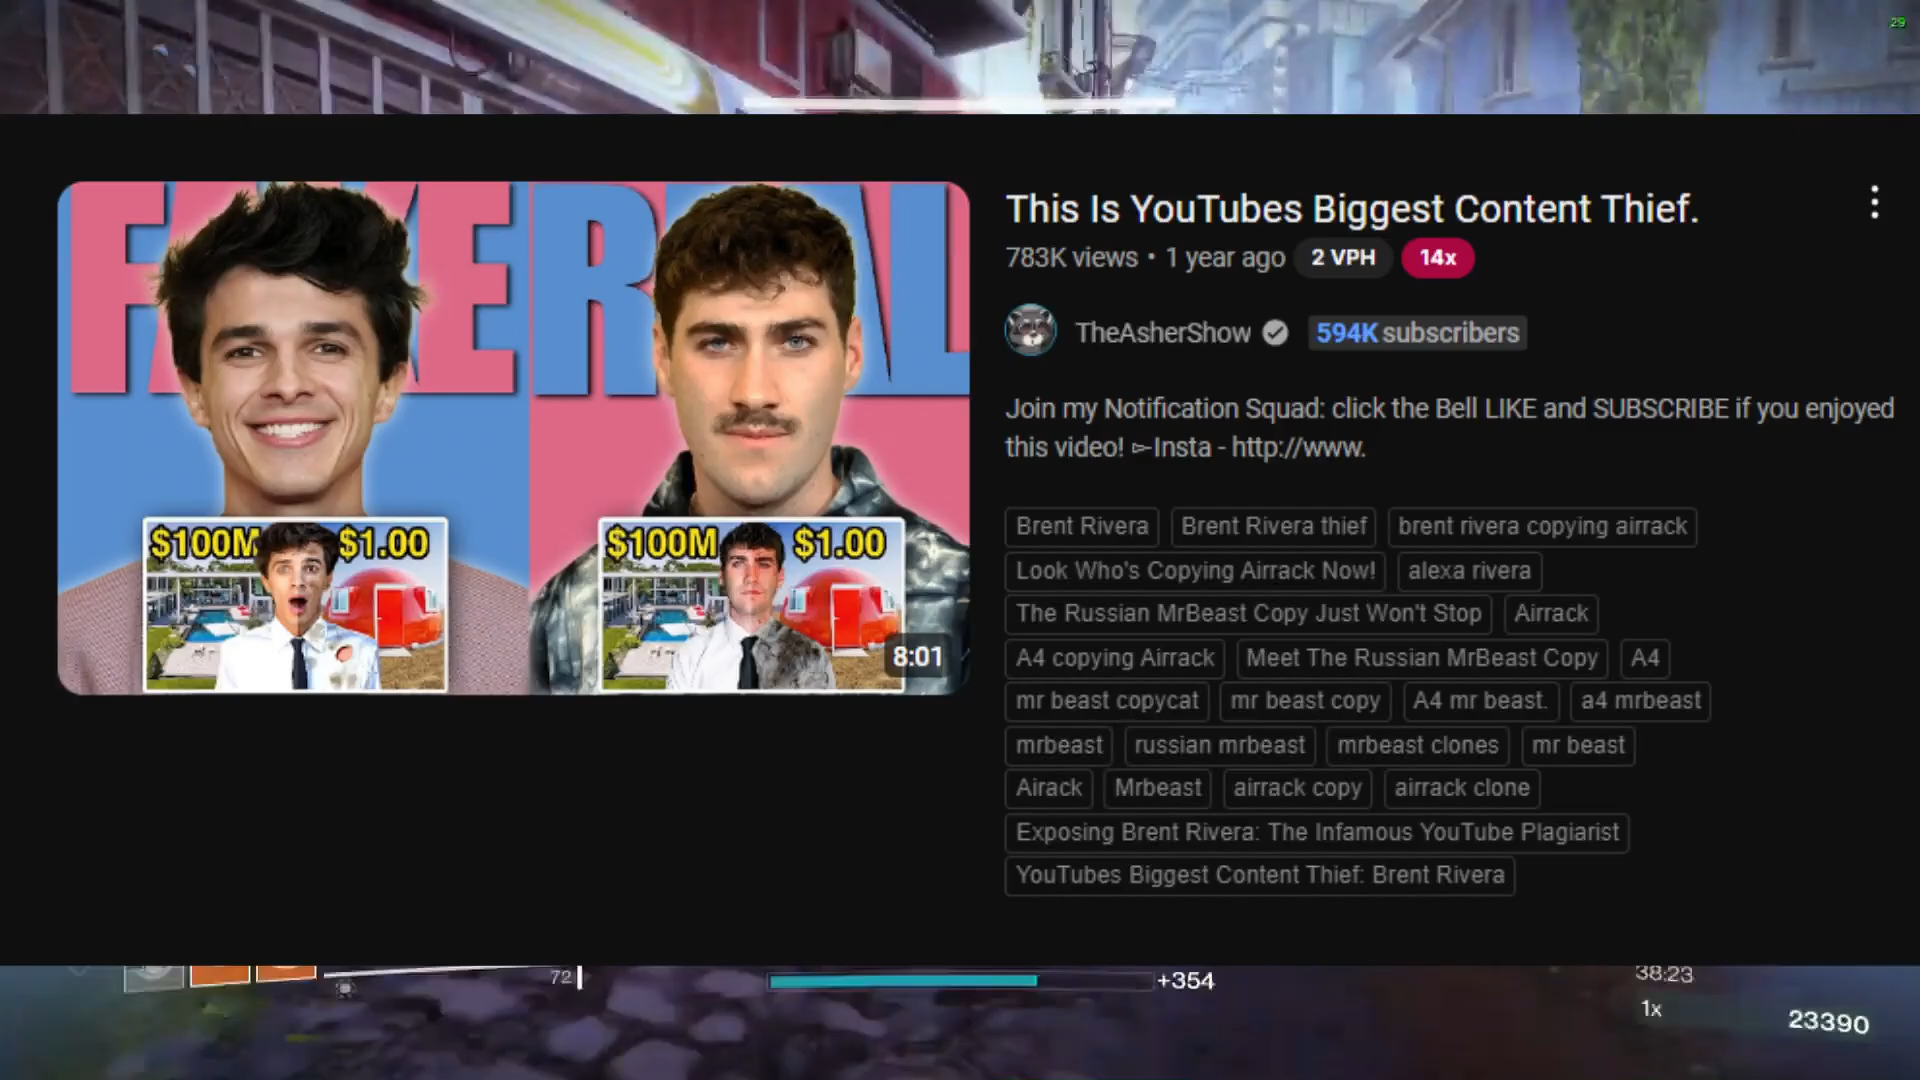 29
FAKE REAL
$100M $1.00
$100M $1.00
8:01
This Is YouTubes Biggest Content Thief.
783K views • 1 year ago 2 VPH 14x
TheAsherShow 594K subscribers
Join my Notification Squad: click the Bell LIKE and SUBSCRIBE if you enjoyed
this video! ▻Insta - http://www.
Brent Rivera Brent Rivera thief brent rivera copying airrack
Look Who's Copying Airrack Now! alexa rivera
The Russian MrBeast Copy Just Won't Stop Airrack
A4 copying Airrack Meet The Russian MrBeast Copy A4
mr beast copycat mr beast copy A4 mr beast. a4 mrbeast
mrbeast russian mrbeast mrbeast clones mr beast
Airack Mrbeast airrack copy airrack clone
Exposing Brent Rivera: The Infamous YouTube Plagiarist
YouTubes Biggest Content Thief: Brent Rivera
72 +354 38:23
1x 23390